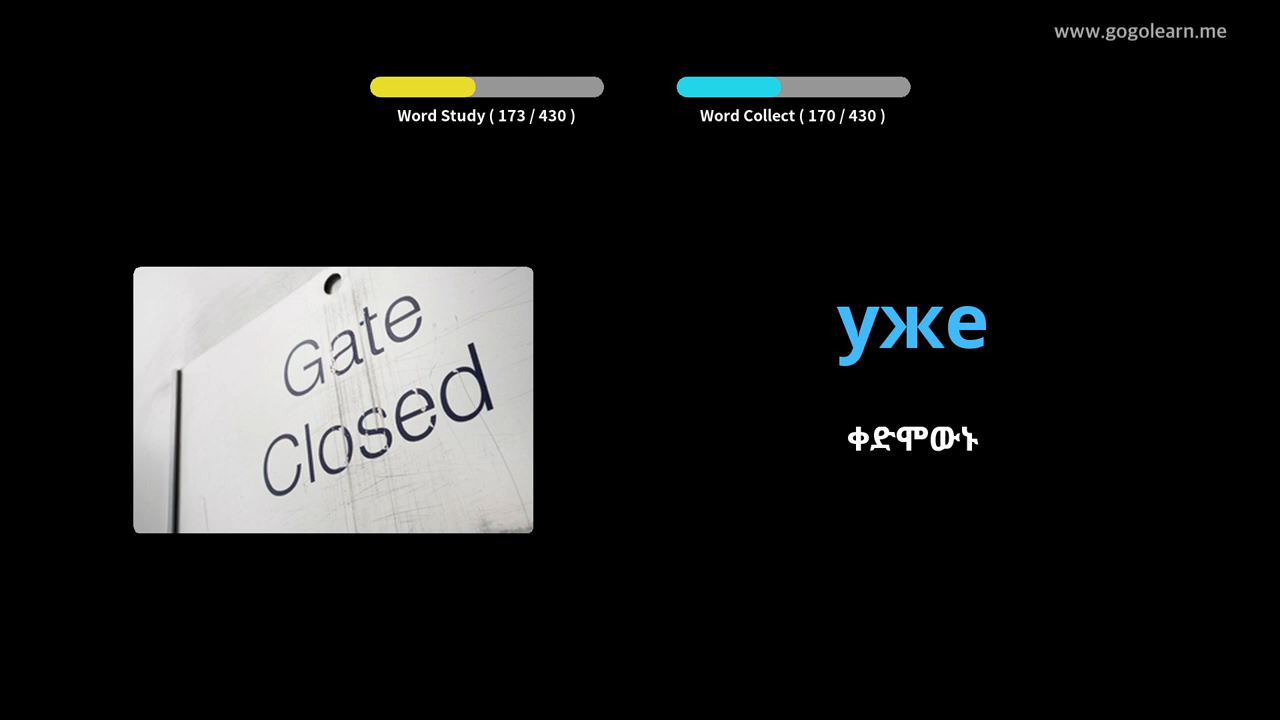 www.gogolearn.me
Word Study ( 173 / 430 )
Word Collect ( 170 / 430 )
Gate
Closed
уже
ቀድሞውኑ